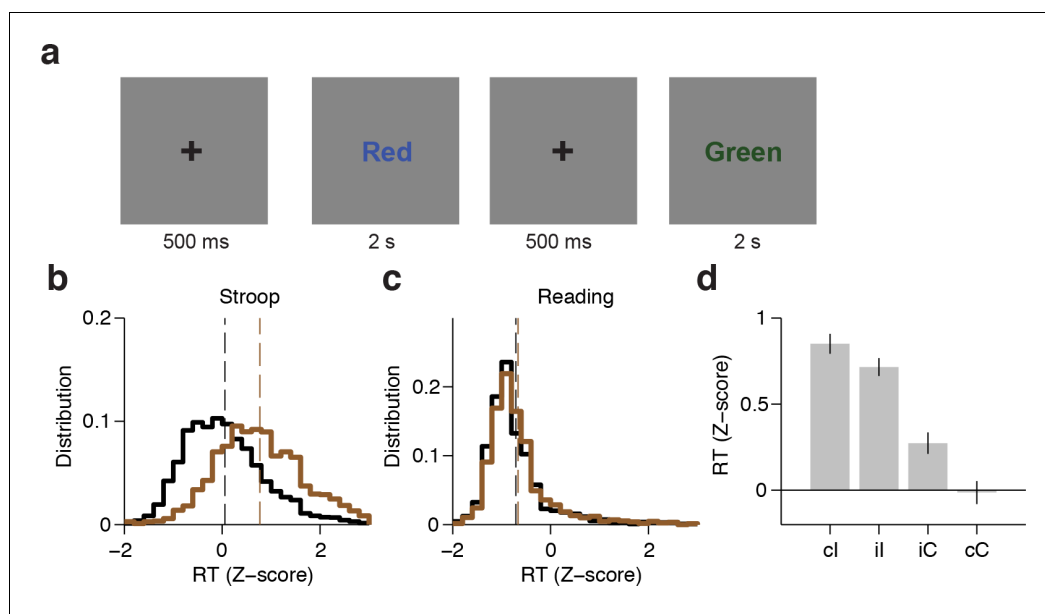 a
+
Red
+
Green
500 ms
2 s
500 ms
2 s
b
Stroop
0.2
0.1
0
Distribution
−2
0
2
RT (Z−score)
c
Reading
0.2
0.1
0
Distribution
−2
0
2
RT (Z−score)
d
1
0.5
0
RT (Z−score)
cI
iI
iC
cC